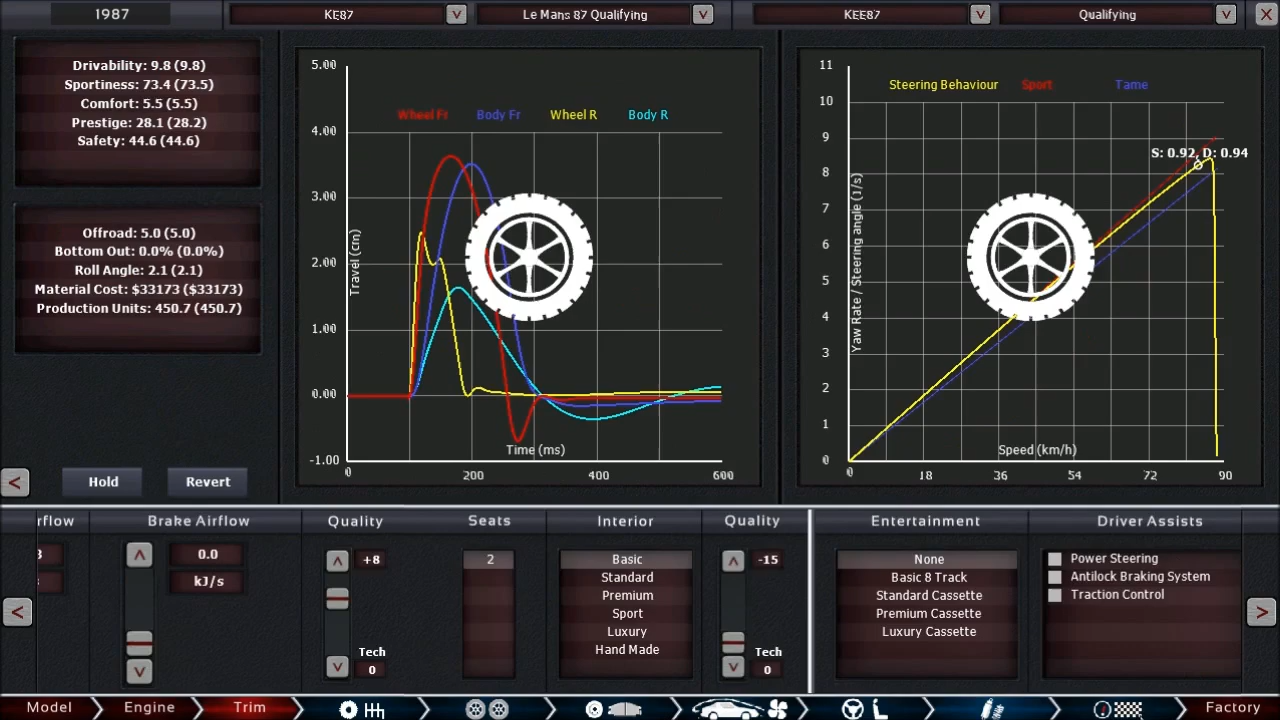 1987 KE87 Le Mans 87 Qualifying KEE87 Qualifying X
Drivability: 9.8 (9.8)
Sportiness: 73.4 (73.5)
Comfort: 5.5 (5.5)
Prestige: 28.1 (28.2)
Safety: 44.6 (44.6)
Offroad: 5.0 (5.0)
Bottom Out: 0.0% (0.0%)
Roll Angle: 2.1 (2.1)
Material Cost: $33173 ($33173)
Production Units: 450.7 (450.7)
Hold Revert
5.00
4.00
3.00
2.00
1.00
0.00
-1.00
Travel (cm)
Wheel Fr Body Fr Wheel R Body R
Time (ms)
0 200 400 600
11
10
9
8
7
6
5
4
3
2
1
0
Yaw Rate / Steering angle (1/s)
Steering Behaviour Sport Tame
S: 0.92, D: 0.94
Speed (km/h)
0 18 36 54 72 90
rflow Brake Airflow Quality Seats Interior Quality Entertainment Driver Assists
0.0
kJ/s
+8
Tech
0
2
Basic
Standard
Premium
Sport
Luxury
Hand Made
-15
Tech
0
None
Basic 8 Track
Standard Cassette
Premium Cassette
Luxury Cassette
Power Steering
Antilock Braking System
Traction Control
Model Engine Trim Factory